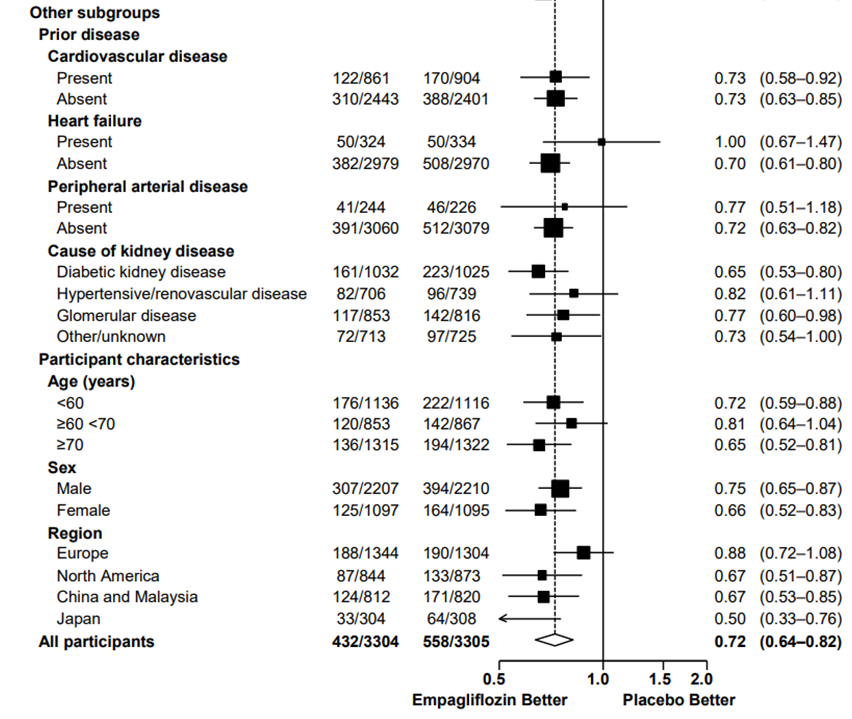 Other subgroups
Prior disease
Cardiovascular disease
Present 122/861 170/904 0.73 (0.58–0.92)
Absent 310/2443 388/2401 0.73 (0.63–0.85)
Heart failure
Present 50/324 50/334 1.00 (0.67–1.47)
Absent 382/2979 508/2970 0.70 (0.61–0.80)
Peripheral arterial disease
Present 41/244 46/226 0.77 (0.51–1.18)
Absent 391/3060 512/3079 0.72 (0.63–0.82)
Cause of kidney disease
Diabetic kidney disease 161/1032 223/1025 0.65 (0.53–0.80)
Hypertensive/renovascular disease 82/706 96/739 0.82 (0.61–1.11)
Glomerular disease 117/853 142/816 0.77 (0.60–0.98)
Other/unknown 72/713 97/725 0.73 (0.54–1.00)
Participant characteristics
Age (years)
<60 176/1136 222/1116 0.72 (0.59–0.88)
≥60 <70 120/853 142/867 0.81 (0.64–1.04)
≥70 136/1315 194/1322 0.65 (0.52–0.81)
Sex
Male 307/2207 394/2210 0.75 (0.65–0.87)
Female 125/1097 164/1095 0.66 (0.52–0.83)
Region
Europe 188/1344 190/1304 0.88 (0.72–1.08)
North America 87/844 133/873 0.67 (0.51–0.87)
China and Malaysia 124/812 171/820 0.67 (0.53–0.85)
Japan 33/304 64/308 0.50 (0.33–0.76)
All participants 432/3304 558/3305 0.72 (0.64–0.82)
0.5 1.0 1.5 2.0
Empagliflozin Better Placebo Better